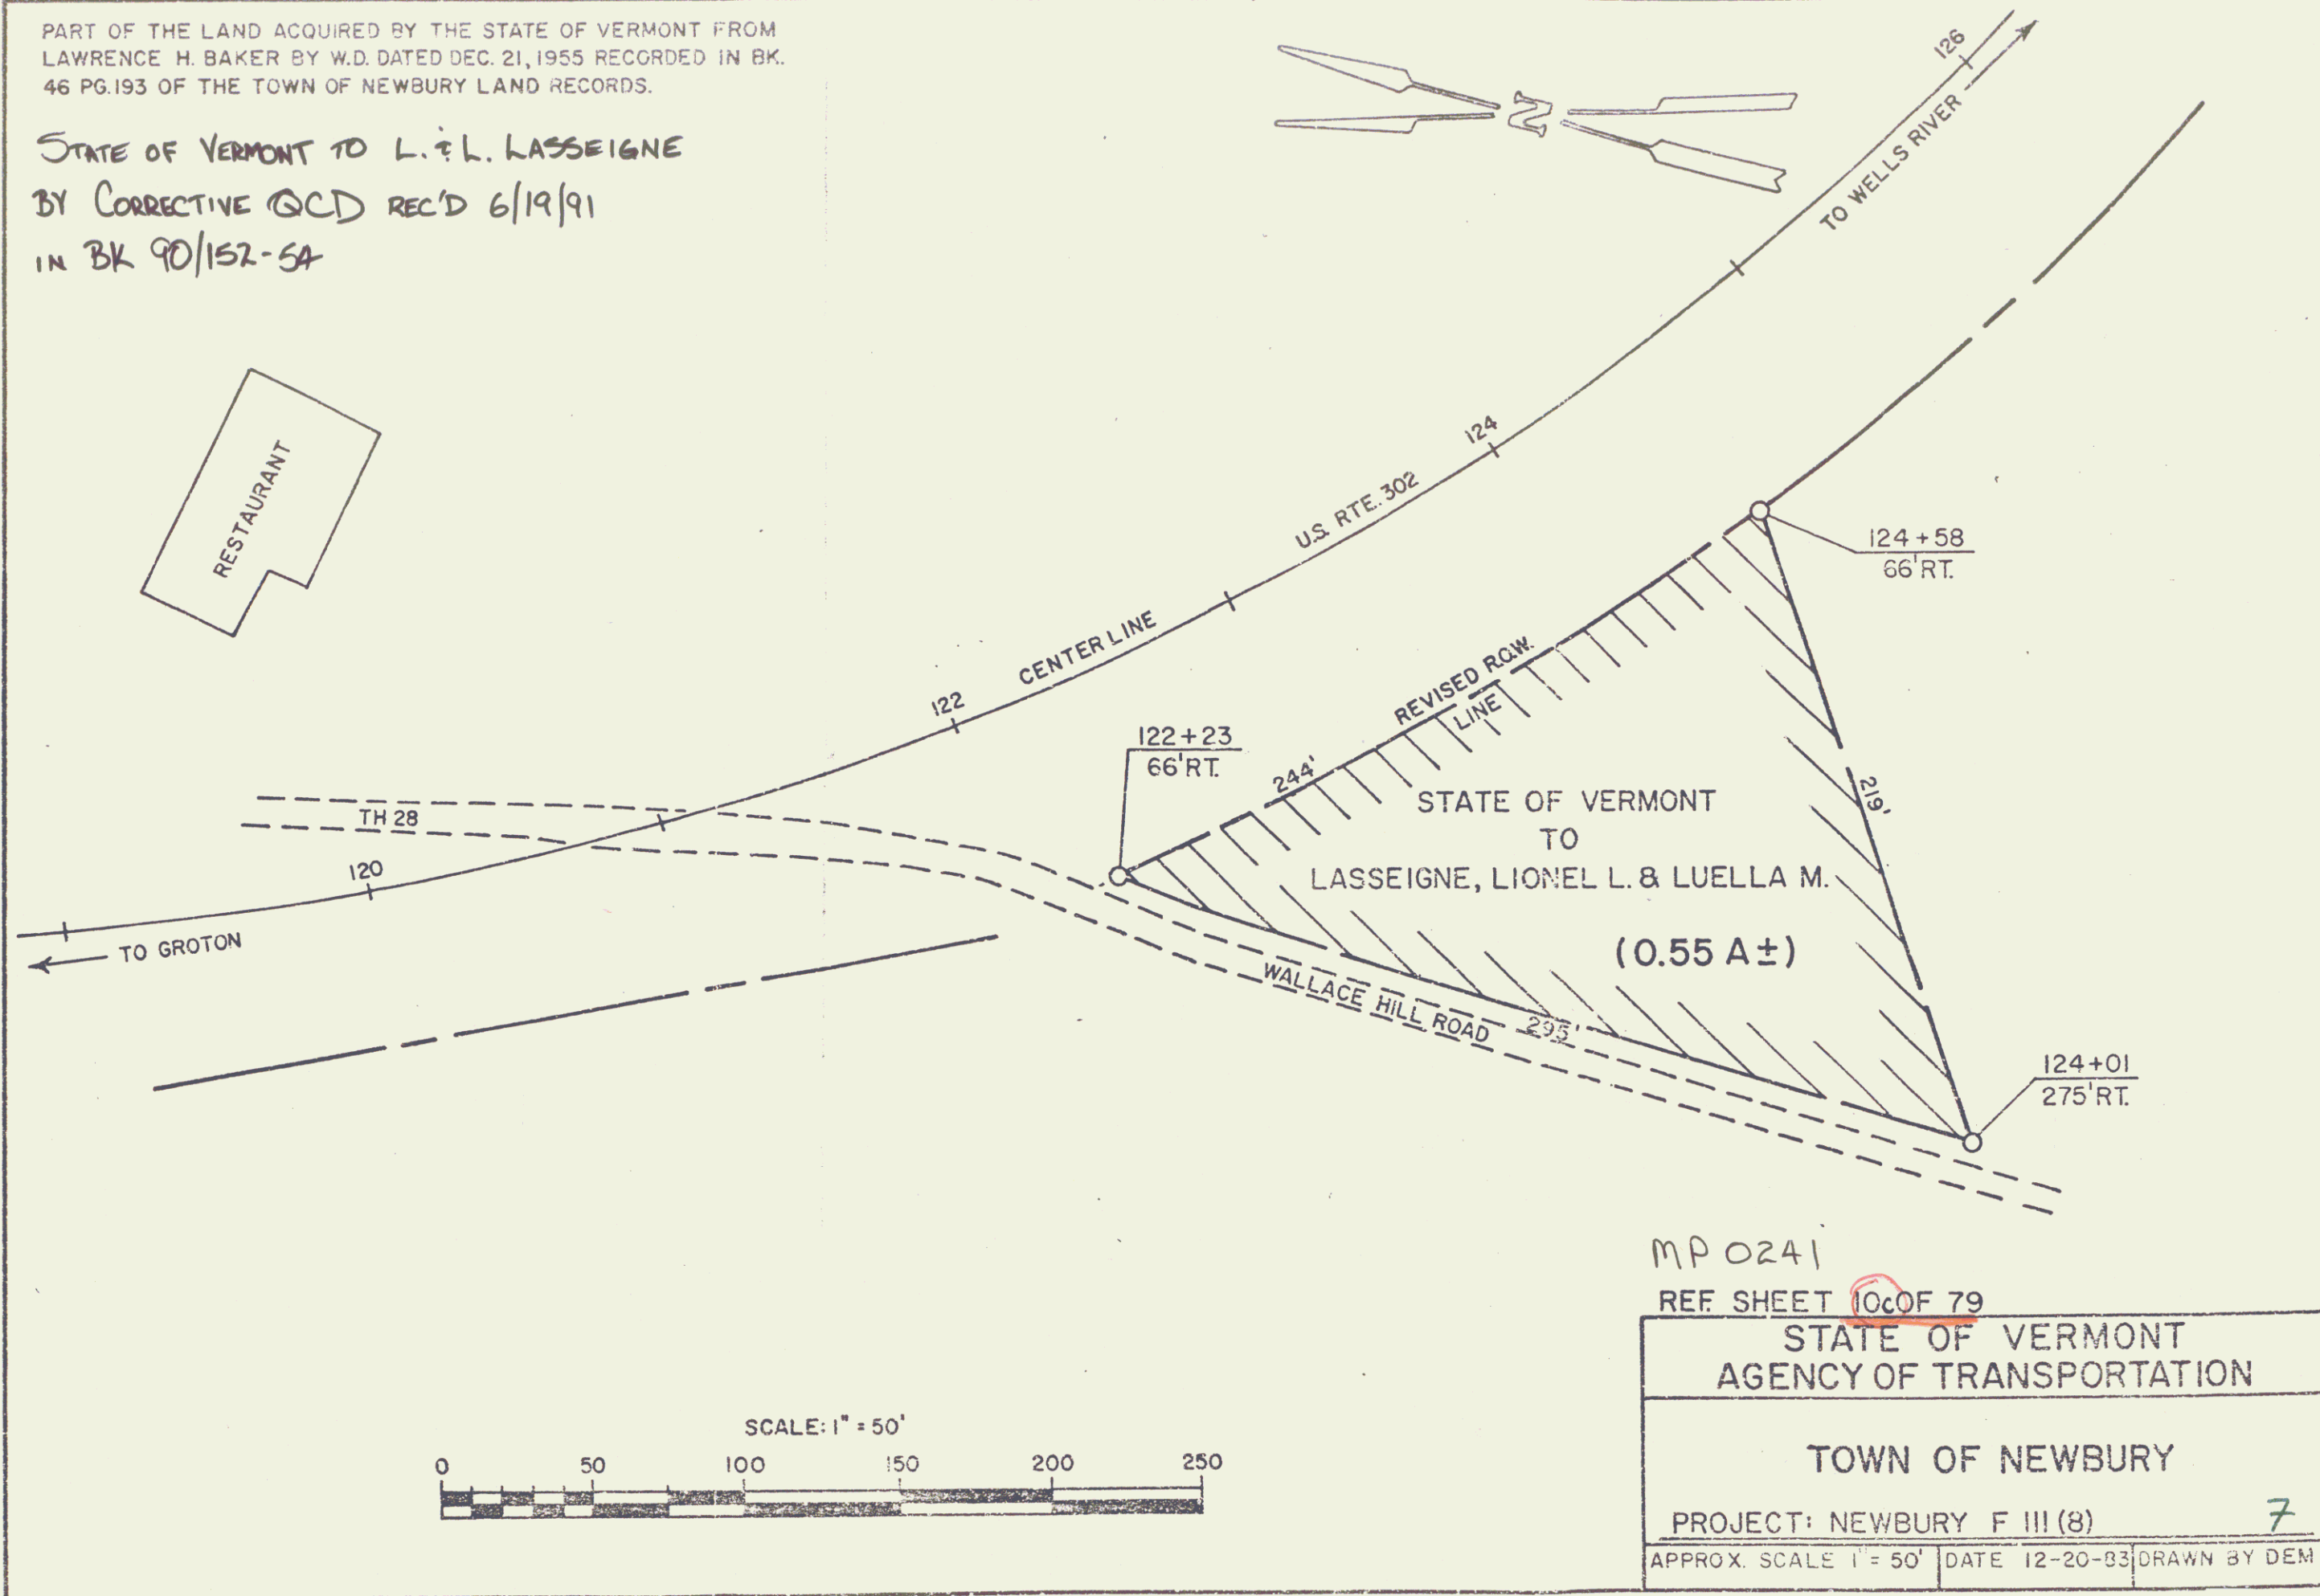 PART OF THE LAND ACQUIRED BY THE STATE OF VERMONT FROM
LAWRENCE H. BAKER BY W.D. DATED DEC. 21, 1955 RECORDED IN BK.
46 PG. 193 OF THE TOWN OF NEWBURY LAND RECORDS.
STATE OF VERMONT TO L. & L. LASSEIGNE
BY CORRECTIVE QCD REC'D 6/19/91
IN BK 90/152-54
N
126
TO WELLS RIVER
RESTAURANT
124
U.S. RTE. 302
124+58
66' RT.
CENTER LINE
122
REVISED R.O.W.
LINE
122+23
66' RT.
244'
219'
STATE OF VERMONT
TO
LASSEIGNE, LIONEL L. & LUELLA M.
(0.55 A±)
TH 28
120
TO GROTON
WALLACE HILL ROAD
295'
124+01
275' RT.
MP 0241
REF. SHEET 10c OF 79
STATE OF VERMONT
AGENCY OF TRANSPORTATION
TOWN OF NEWBURY
PROJECT: NEWBURY F III (8) 7
APPROX. SCALE 1" = 50' DATE 12-20-83 DRAWN BY DEM
SCALE: 1" = 50'
0 50 100 150 200 250